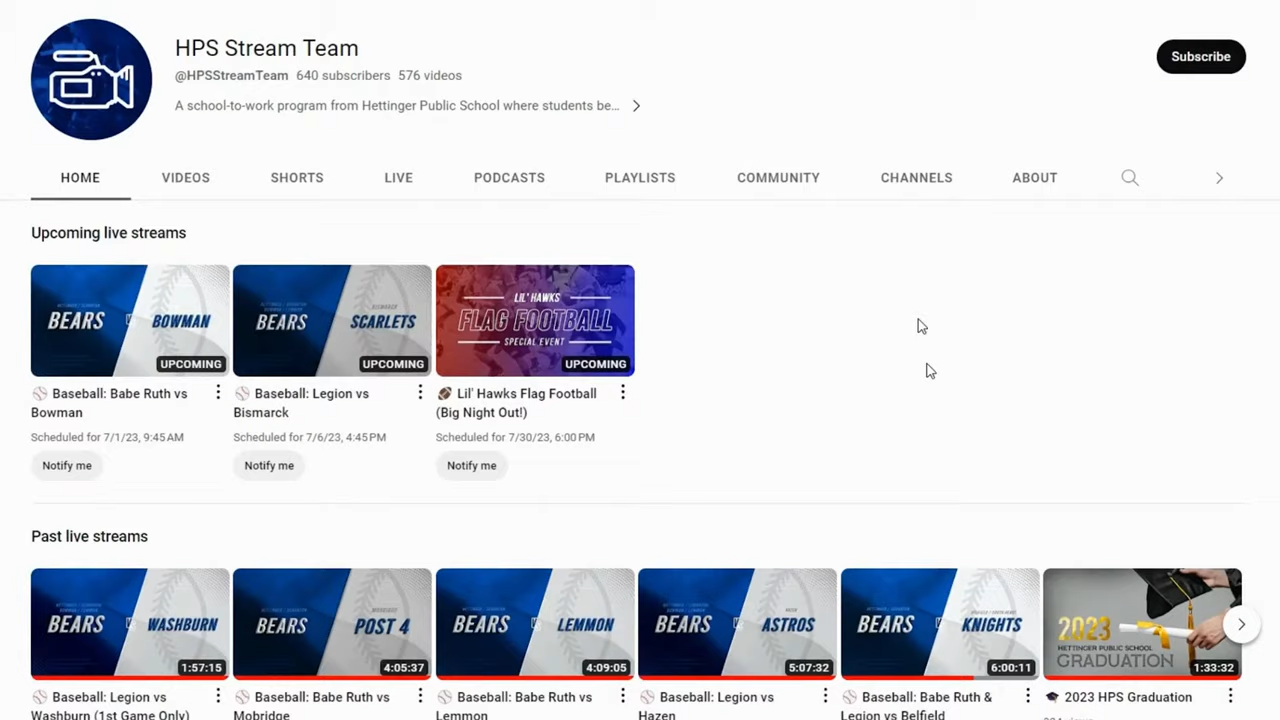 HPS Stream Team
Subscribe
@HPSStreamTeam 640 subscribers 576 videos
A school-to-work program from Hettinger Public School where students be...
HOME VIDEOS SHORTS LIVE PODCASTS PLAYLISTS COMMUNITY CHANNELS ABOUT
Upcoming live streams
BEARS BOWMAN
UPCOMING
BISMARCK
BEARS SCARLETS
UPCOMING
LIL' HAWKS
FLAG FOOTBALL
SPECIAL EVENT
UPCOMING
Baseball: Babe Ruth vs
Bowman
Scheduled for 7/1/23, 9:45 AM
Notify me
Baseball: Legion vs
Bismarck
Scheduled for 7/6/23, 4:45 PM
Notify me
Lil' Hawks Flag Football
(Big Night Out!)
Scheduled for 7/30/23, 6:00 PM
Notify me
Past live streams
BEARS WASHBURN
1:57:15
BEARS POST 4
4:05:37
BEARS LEMMON
4:09:05
BEARS ASTROS
5:07:32
BEARS KNIGHTS
6:00:11
2023
HETTINGER PUBLIC SCHOOL
GRADUATION
1:33:32
Baseball: Legion vs
Washburn (1st Game Only)
Baseball: Babe Ruth vs
Mobridge
Baseball: Babe Ruth vs
Lemmon
Baseball: Legion vs
Hazen
Baseball: Babe Ruth &
Legion vs Belfield
2023 HPS Graduation